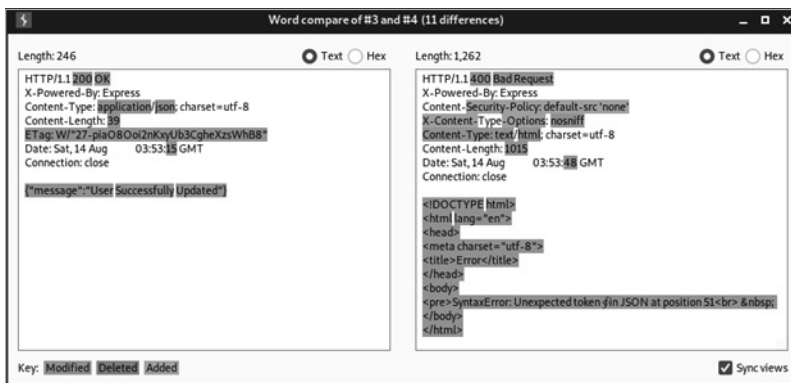 Word compare of #3 and #4 (11 differences)
Length: 246
Text
Hex
HTTP/1.1 200 OK
X-Powered-By: Express
Content-Type: application/json; charset=utf-8
Content-Length: 39
ETag: W/"27-piaO8Ooi2nKxyUb3CgheXzsWhB8"
Date: Sat, 14 Aug 03:53:15 GMT
Connection: close
{"message":"User Successfully Updated"}
Length: 1,262
Text
Hex
HTTP/1.1 400 Bad Request
X-Powered-By: Express
Content-Security-Policy: default-src 'none'
X-Content-Type-Options: nosniff
Content-Type: text/html; charset=utf-8
Content-Length: 1015
Date: Sat, 14 Aug 03:53:48 GMT
Connection: close
<!DOCTYPE html>
<html lang="en">
<head>
<meta charset="utf-8">
<title>Error</title>
</head>
<body>
<pre>SyntaxError: Unexpected token in JSON at position 51<br> &nbsp;
</body>
</html>
Key: Modified Deleted Added
Sync views